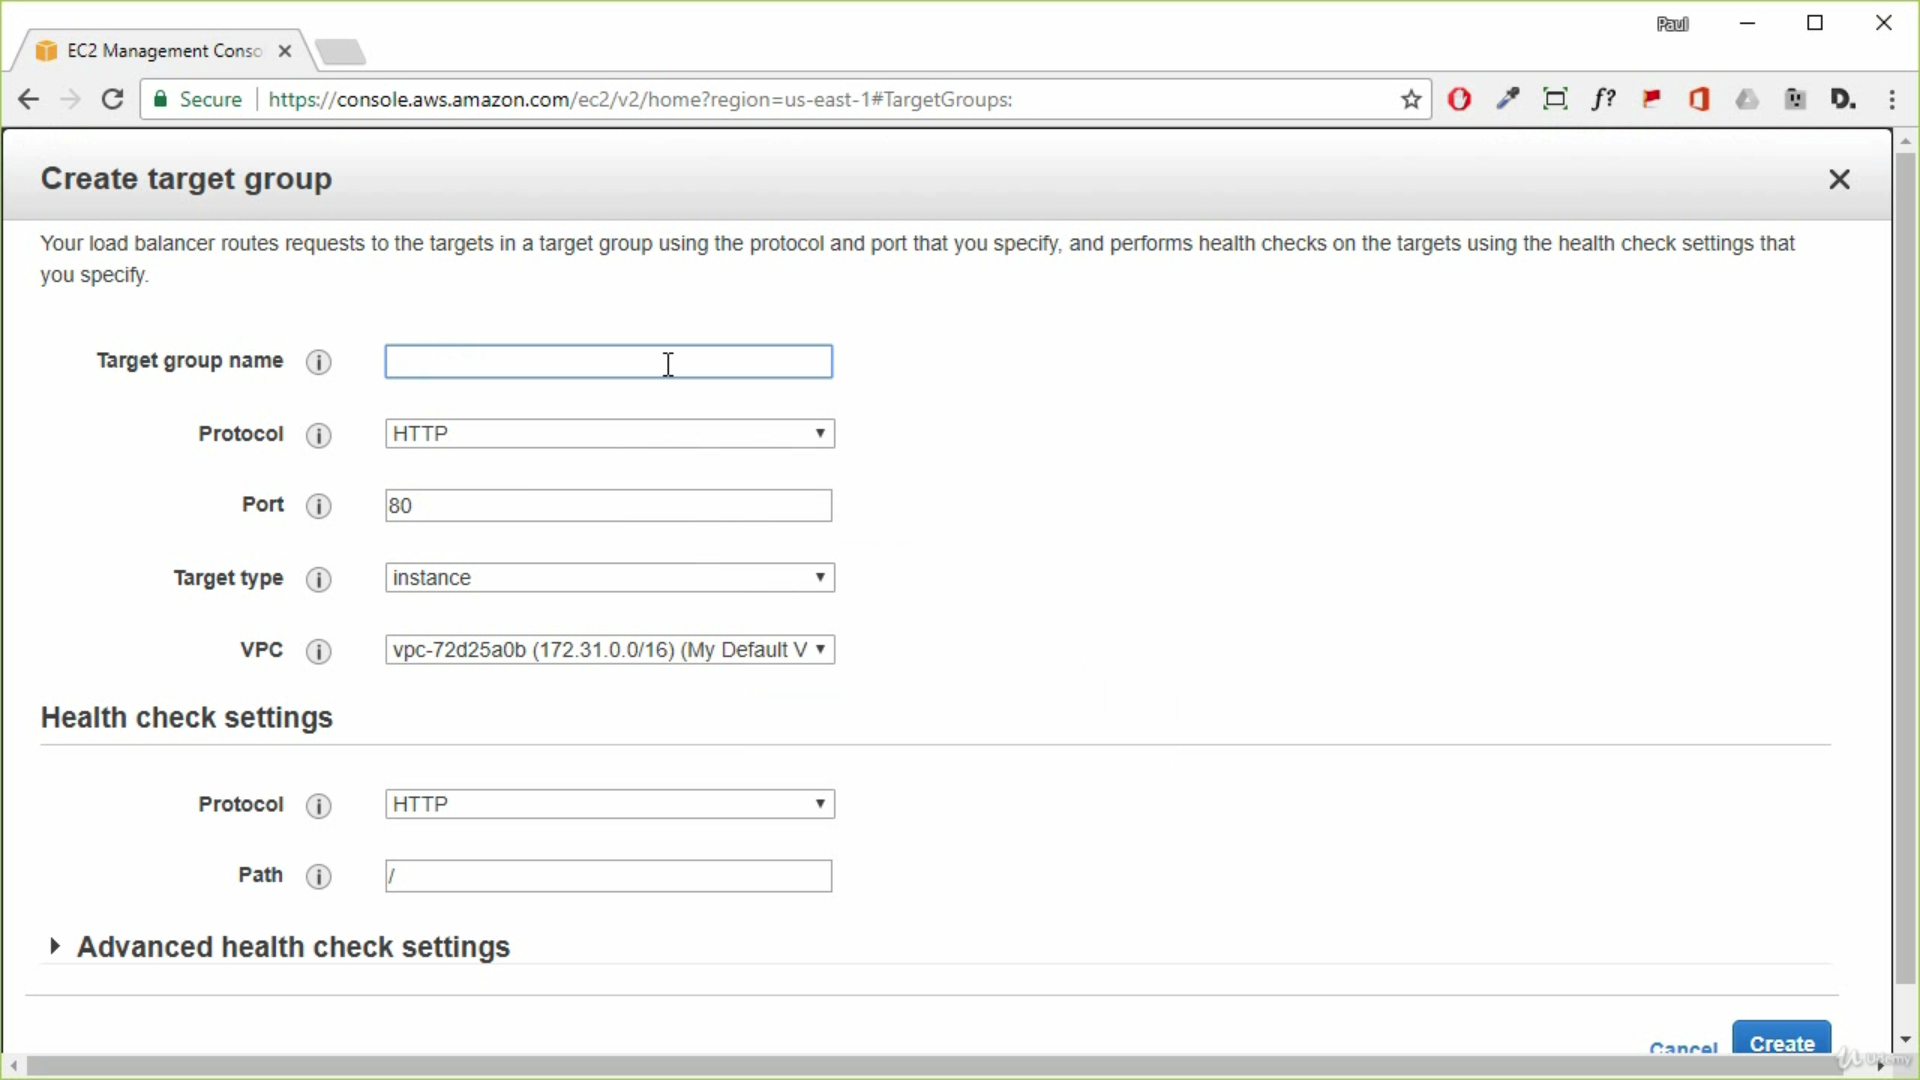 Paul
EC2 Management Conso
Secure
https://console.aws.amazon.com/ec2/v2/home?region=us-east-1#TargetGroups:
f?
D.
Create target group
Your load balancer routes requests to the targets in a target group using the protocol and port that you specify, and performs health checks on the targets using the health check settings that
you specify.
Target group name i
Protocol i HTTP
Port i 80
Target type i instance
VPC i vpc-72d25a0b (172.31.0.0/16) (My Default V
Health check settings
Protocol i HTTP
Path i /
Advanced health check settings
Cancel Create
Udemy